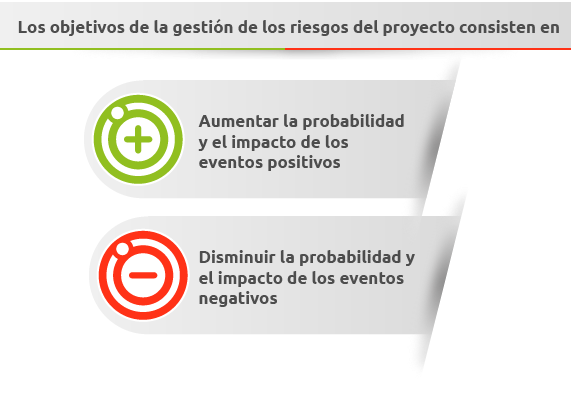 Los objetivos de la gestión de los riesgos del proyecto consisten en
Aumentar la probabilidad
y el impacto de los
eventos positivos
Disminuir la probabilidad y
el impacto de los eventos
negativos